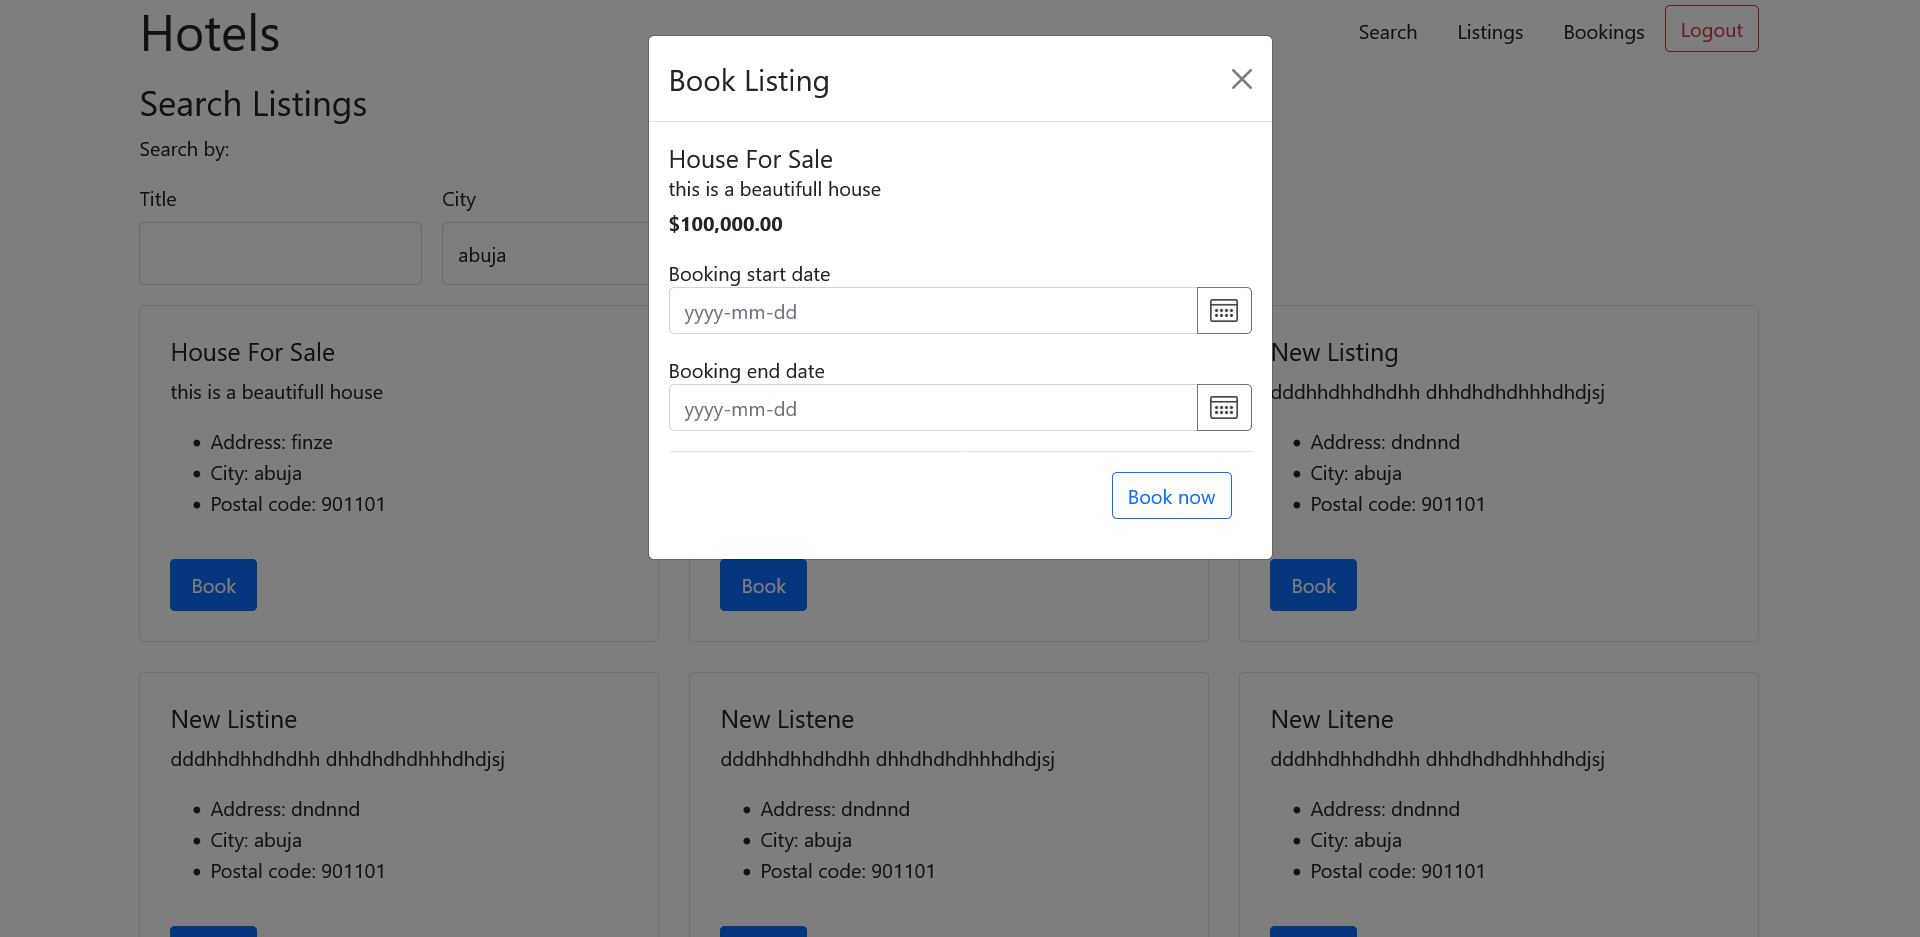 Hotels
Search
Listings
Bookings
Logout
Search Listings
Search by:
Title
City
abuja
Book Listing
House For Sale
this is a beautifull house
$100,000.00
Booking start date
yyyy-mm-dd
Booking end date
yyyy-mm-dd
Book now
House For Sale
this is a beautifull house
Address: finze
City: abuja
Postal code: 901101
Book
Book
New Listing
dddhhdhhdhdhh dhhdhdhdhhhdhdjsj
Address: dndnnd
City: abuja
Postal code: 901101
Book
New Listine
dddhhdhhdhdhh dhhdhdhdhhhdhdjsj
Address: dndnnd
City: abuja
Postal code: 901101
New Listene
dddhhdhhdhdhh dhhdhdhdhhhdhdjsj
Address: dndnnd
City: abuja
Postal code: 901101
New Litene
dddhhdhhdhdhh dhhdhdhdhhhdhdjsj
Address: dndnnd
City: abuja
Postal code: 901101